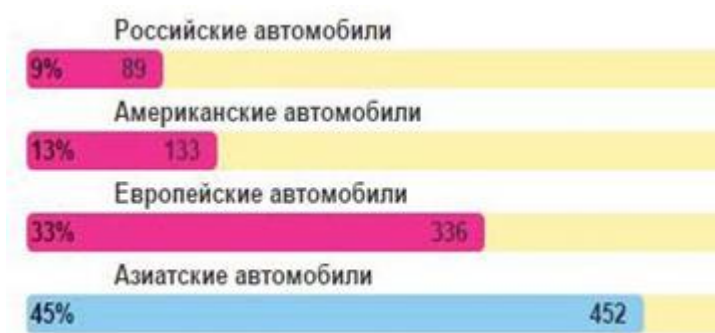 Российские автомобили
9% 89
Американские автомобили
13% 133
Европейские автомобили
33% 336
Азиатские автомобили
45% 452